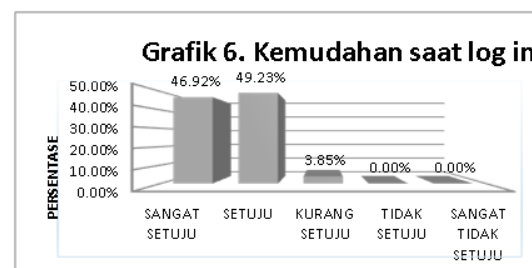 Grafik 6. Kemudahan saat log in
46.92% 49.23%
50.00%
40.00%
30.00%
20.00%
10.00%
0.00%
3.85%
0.00% 0.00%
PERSENTASE
SANGAT SETUJU KURANG TIDAK SANGAT
SETUJU SETUJU SETUJU TIDAK
SETUJU